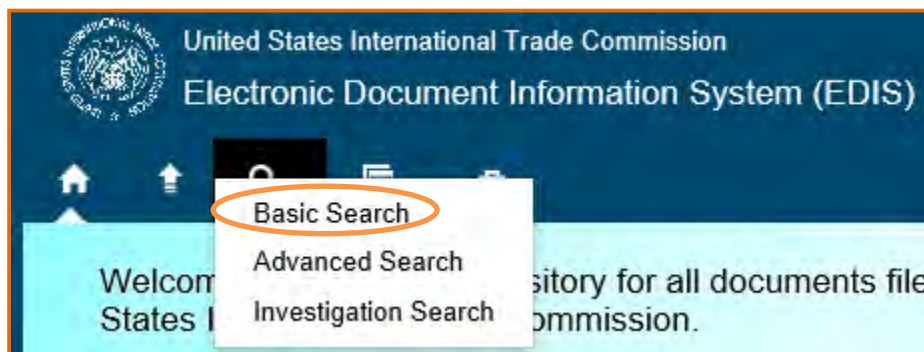 United States International Trade Commission
Electronic Document Information System (EDIS)
Basic Search
Advanced Search
Investigation Search
Welcom sitory for all documents file
States ommission.